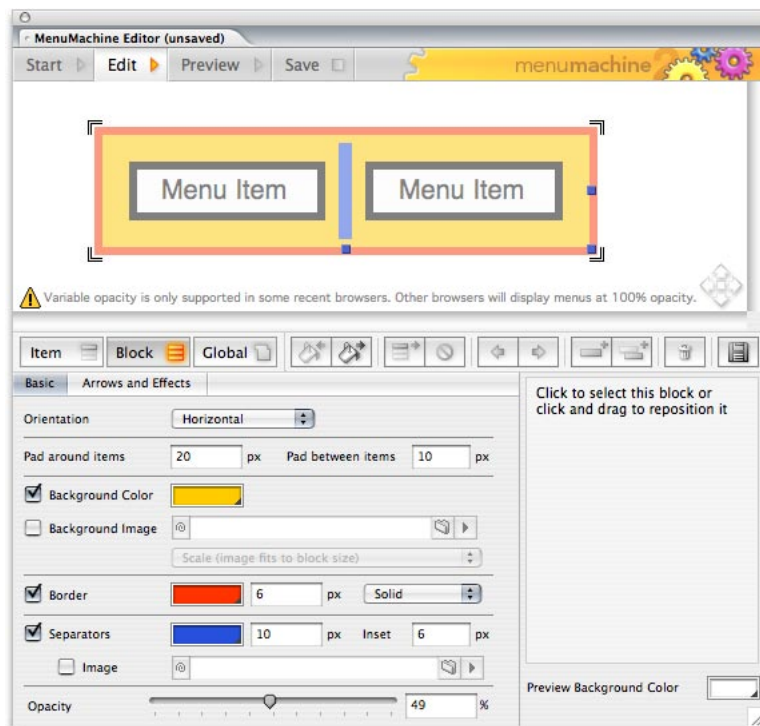 MenuMachine Editor (unsaved)
Start Edit Preview Save menumachine 2
Menu Item Menu Item
Variable opacity is only supported in some recent browsers. Other browsers will display menus at 100% opacity.
Item Block Global
Basic Arrows and Effects
Click to select this block or
click and drag to reposition it
Orientation Horizontal
Pad around items 20 px Pad between items 10 px
Background Color
Background Image
Scale (image fits to block size)
Border 6 px Solid
Separators 10 px Inset 6 px
Image
Preview Background Color
Opacity 49 %